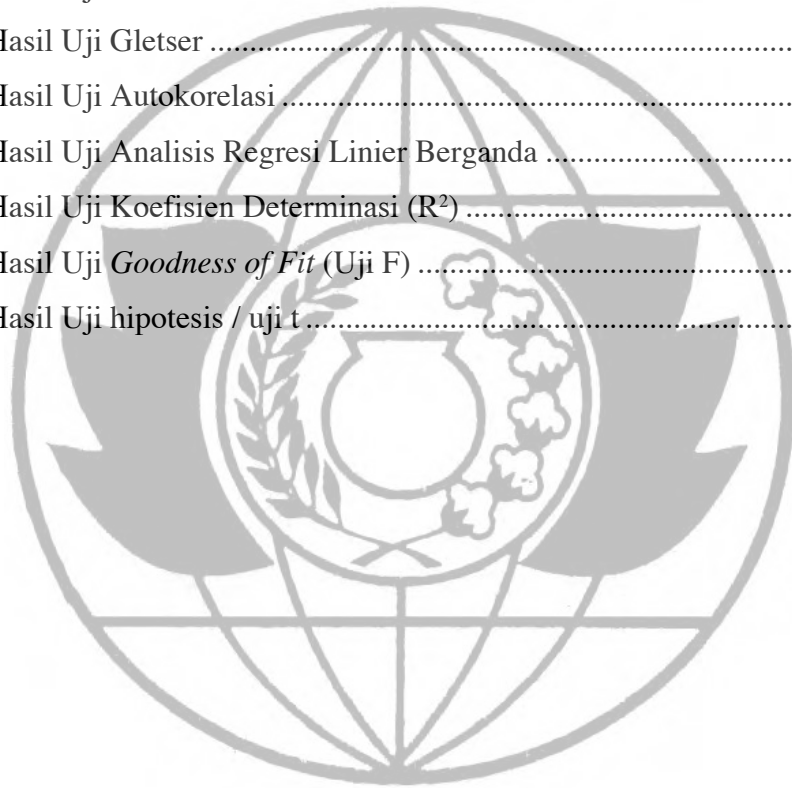 Hasil Uji Gletser ........................................................................
Hasil Uji Autokorelasi ...............................................................
Hasil Uji Analisis Regresi Linier Berganda ..............................
Hasil Uji Koefisien Determinasi (R²) ........................................
Hasil Uji Goodness of Fit (Uji F) ..............................................
Hasil Uji hipotesis / uji t ............................................................